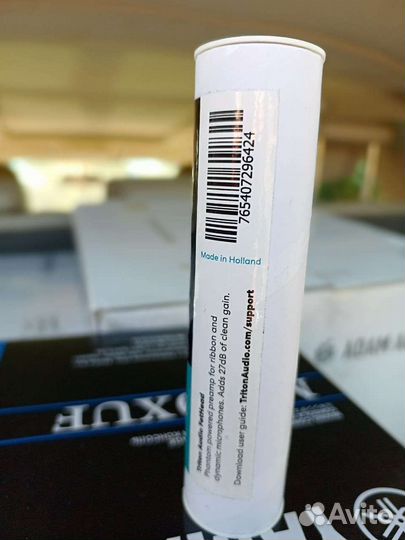 765407296424
Made in Holland
Triton Audio FetHead
Phantom powered preamp for ribbon and
dynamic microphones. Adds 27dB of clean gain.
Download user guide: TritonAudio.com/support
ADAM A
MOXUF
Avito